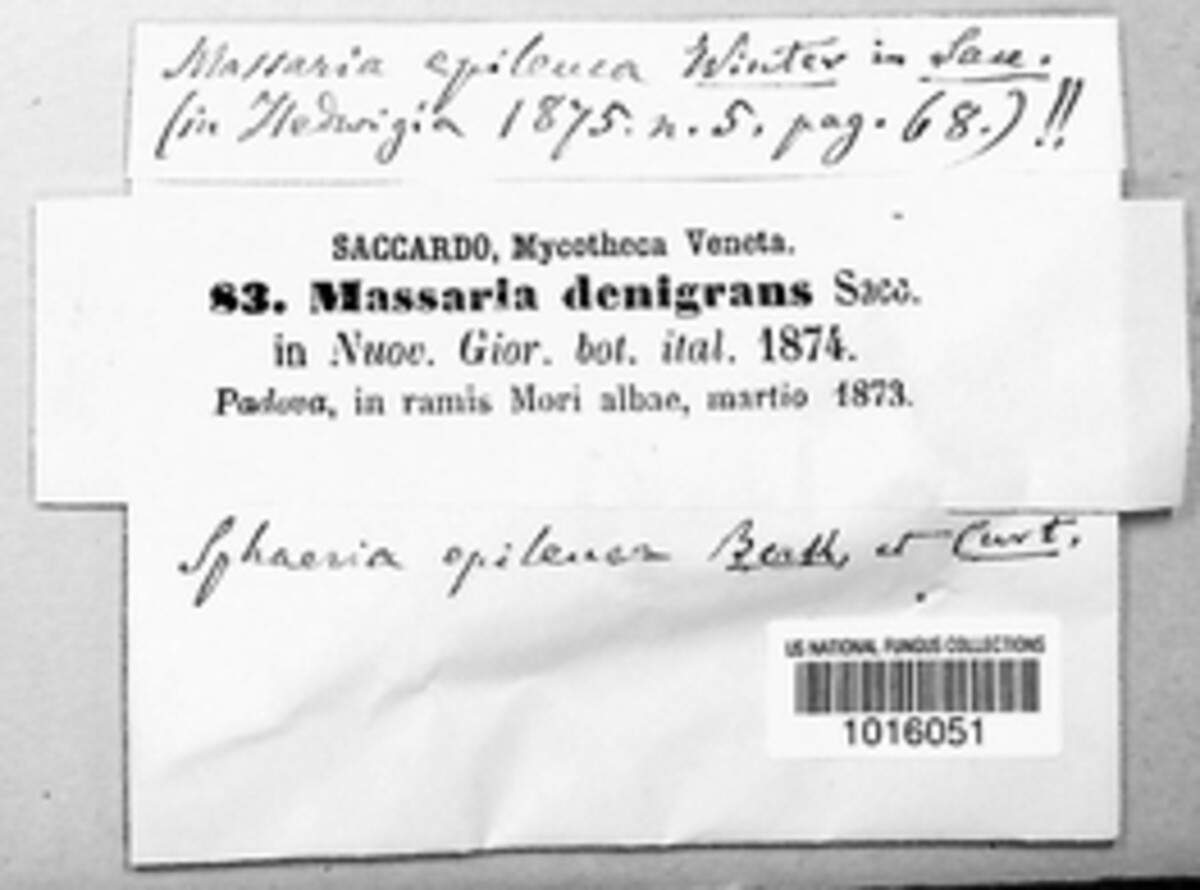 Massaria epileuca Winter in Sacc.
(in Hedwigia 1875. n. 5. pag. 68.) !!
SACCARDO, Mycotheca Veneta.
83. Massaria denigrans Sacc.
in Nuov. Gior. bot. ital. 1874.
Padova, in ramis Mori albae, martio 1873.
Sphaeria epileuca Berk. et Curt.
US NATIONAL FUNGUS COLLECTIONS
1016051